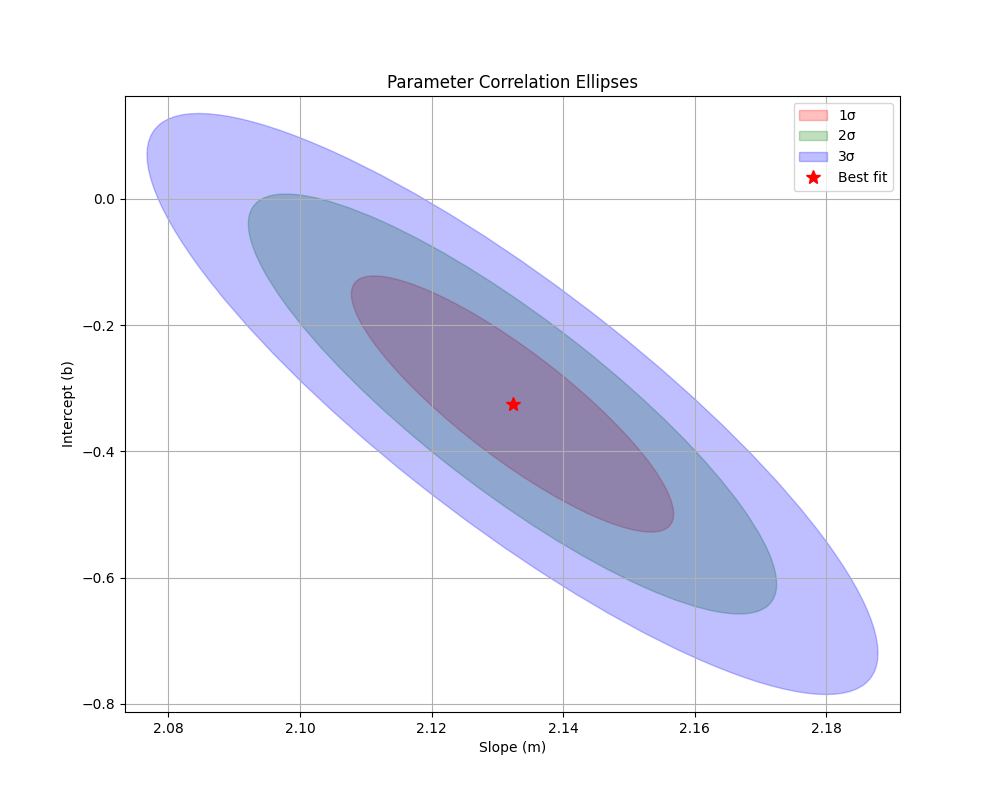 Parameter Correlation Ellipses
1σ
2σ
3σ
Best fit
0.0
−0.2
−0.4
−0.6
−0.8
Intercept (b)
2.08 2.10 2.12 2.14 2.16 2.18
Slope (m)